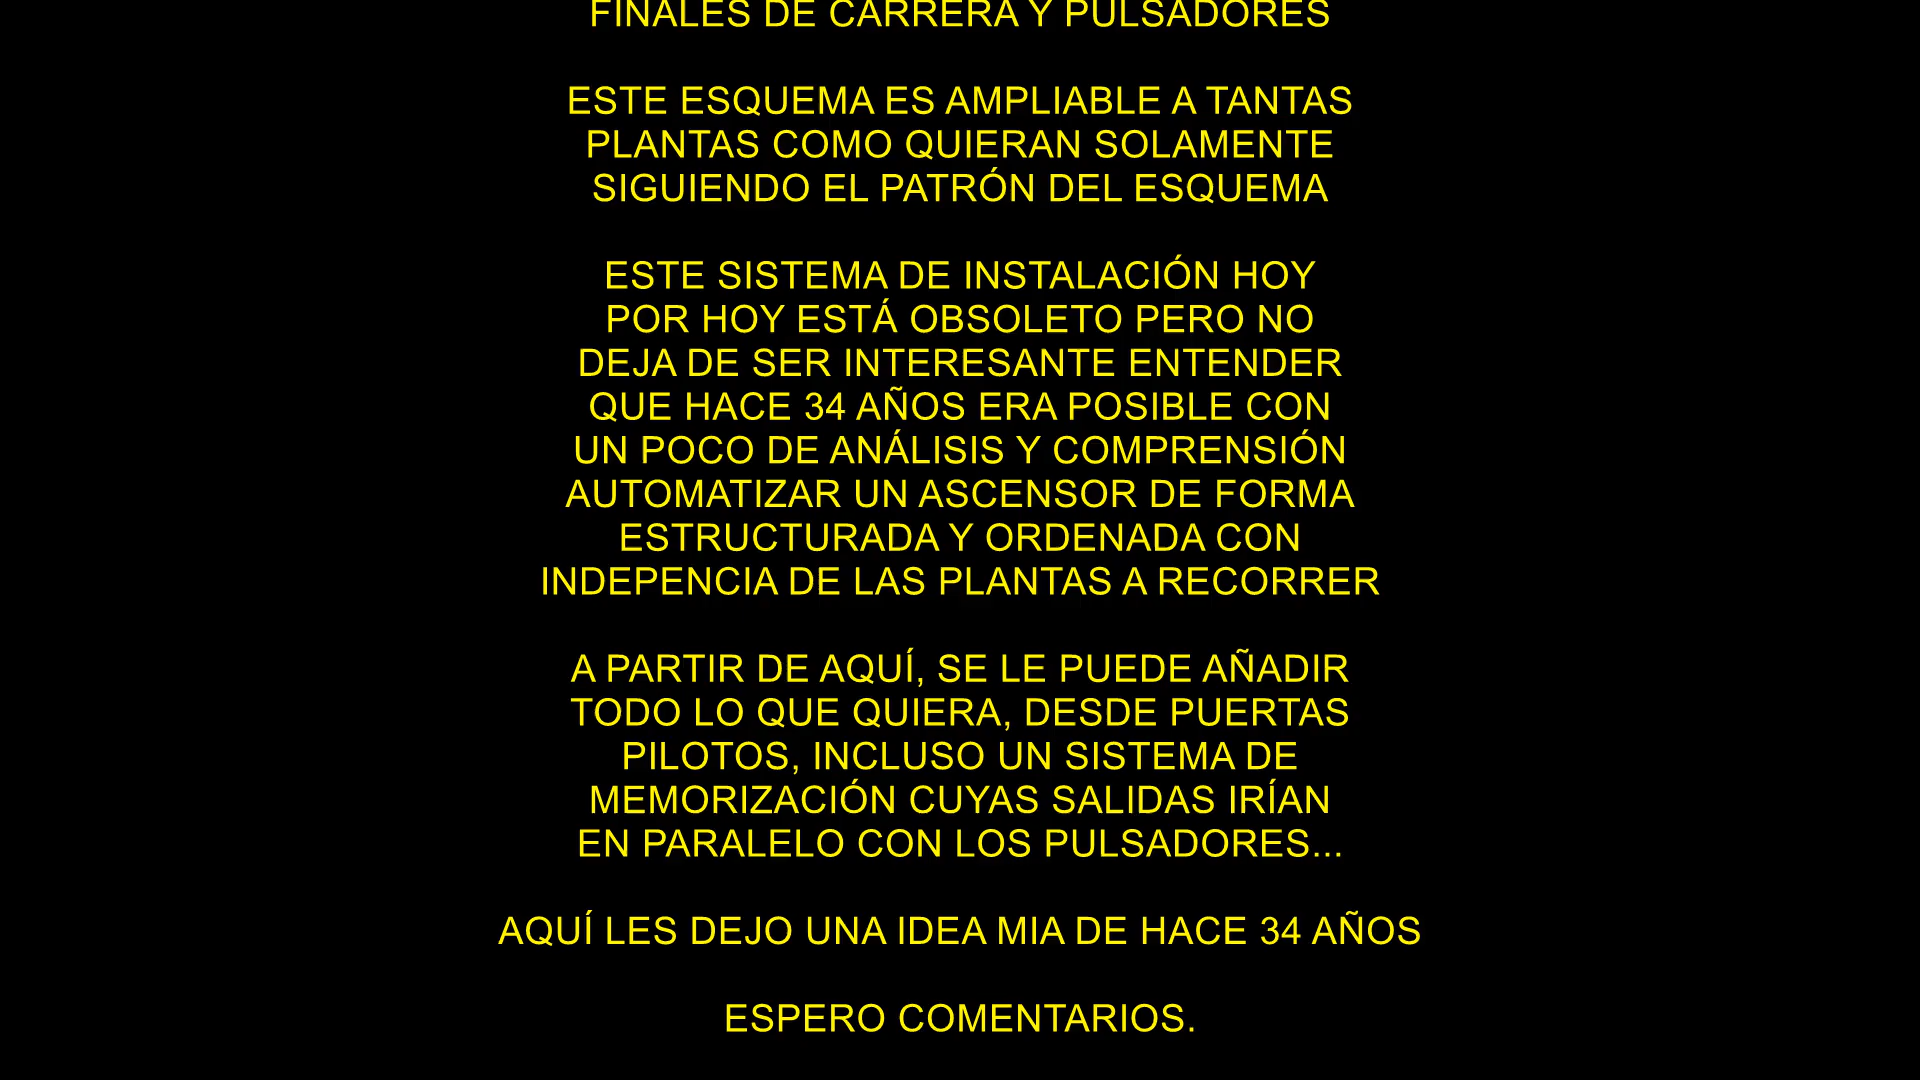 FINALES DE CARRERA Y PULSADORES
ESTE ESQUEMA ES AMPLIABLE A TANTAS
PLANTAS COMO QUIERAN SOLAMENTE
SIGUIENDO EL PATRÓN DEL ESQUEMA
ESTE SISTEMA DE INSTALACIÓN HOY
POR HOY ESTÁ OBSOLETO PERO NO
DEJA DE SER INTERESANTE ENTENDER
QUE HACE 34 AÑOS ERA POSIBLE CON
UN POCO DE ANÁLISIS Y COMPRENSIÓN
AUTOMATIZAR UN ASCENSOR DE FORMA
ESTRUCTURADA Y ORDENADA CON
INDEPENCIA DE LAS PLANTAS A RECORRER
A PARTIR DE AQUÍ, SE LE PUEDE AÑADIR
TODO LO QUE QUIERA, DESDE PUERTAS
PILOTOS, INCLUSO UN SISTEMA DE
MEMORIZACIÓN CUYAS SALIDAS IRÍAN
EN PARALELO CON LOS PULSADORES...
AQUÍ LES DEJO UNA IDEA MIA DE HACE 34 AÑOS
ESPERO COMENTARIOS.